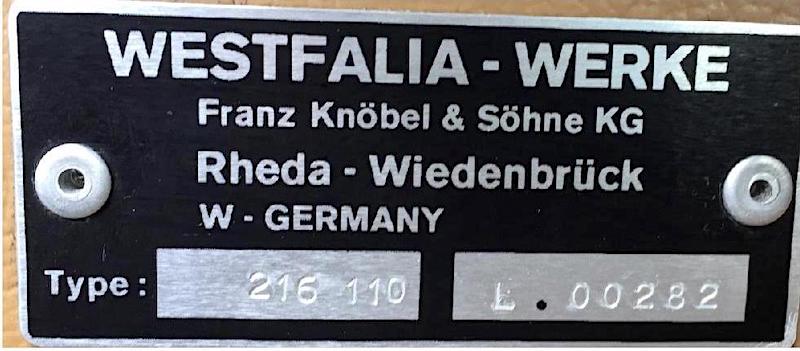 WESTFALIA - WERKE
Franz Knöbel & Söhne KG
Rheda - Wiedenbrück
W - GERMANY
Type: 216 110 L. 00282